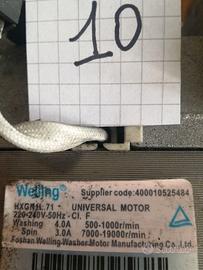 10
Welling
Supplier code:400010525484
HXGN1L.71 UNIVERSAL MOTOR
220-240V-50Hz - Cl. F
Washing 4.0A 500-1000r/min
Spin 3.0A 7000-19000r/min
Foshan Welling Washer Motor Manufacturing Co.,Ltd